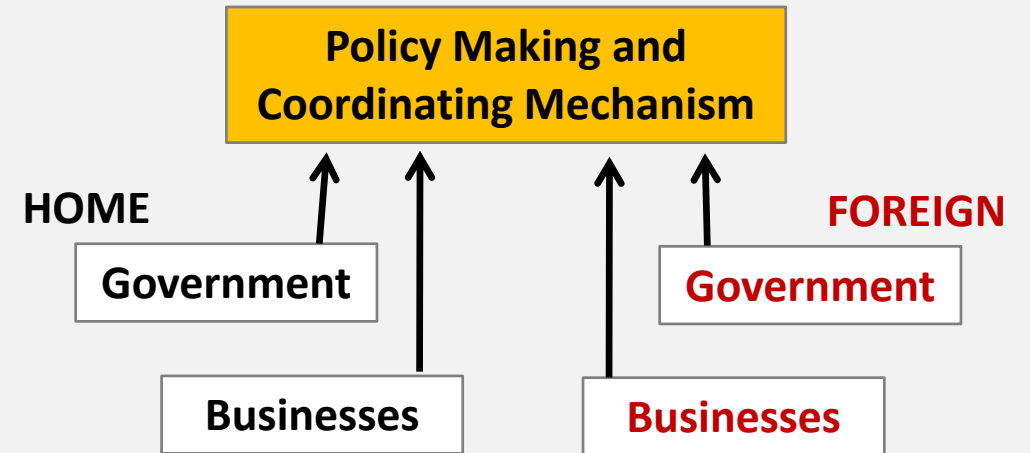 Policy Making and
Coordinating Mechanism
HOME
FOREIGN
Government
Government
Businesses
Businesses